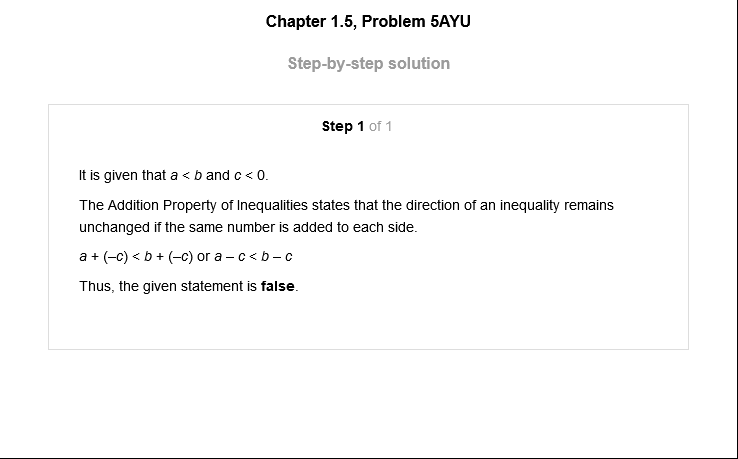 Chapter 1.5, Problem 5AYU
Step-by-step solution
Step 1 of 1
It is given that a < b and c < 0.
The Addition Property of Inequalities states that the direction of an inequality remains
unchanged if the same number is added to each side.
a + (–c) < b + (–c) or a – c < b – c
Thus, the given statement is false.